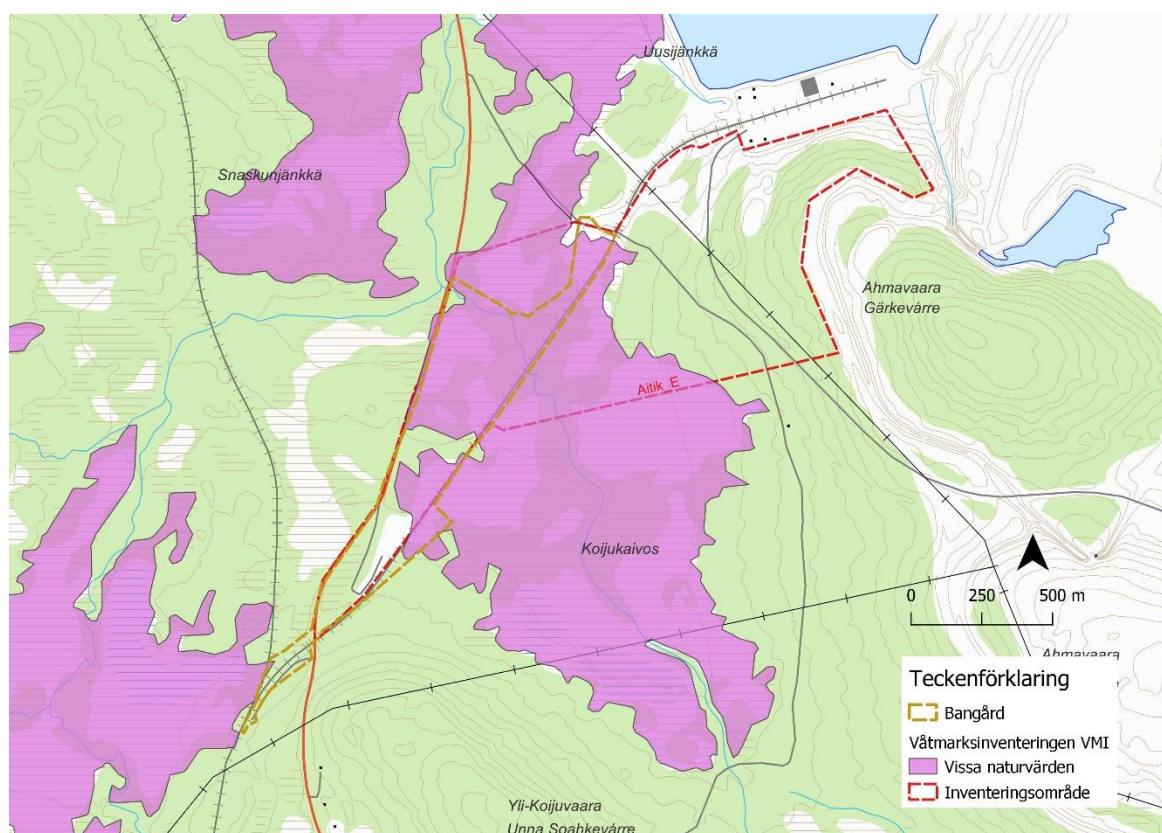 Uusijänkkä
Snaskunjänkkä
Ahmavaara
Gärkevárre
Aitik E
Koijukaivos
0 250 500 m
Ahmavaara
Teckenförklaring
Bangård
Våtmarksinventeringen VMI
Vissa naturvärden
Inventeringsområde
Yli-Koijuvaara
Unna Soahkevárre